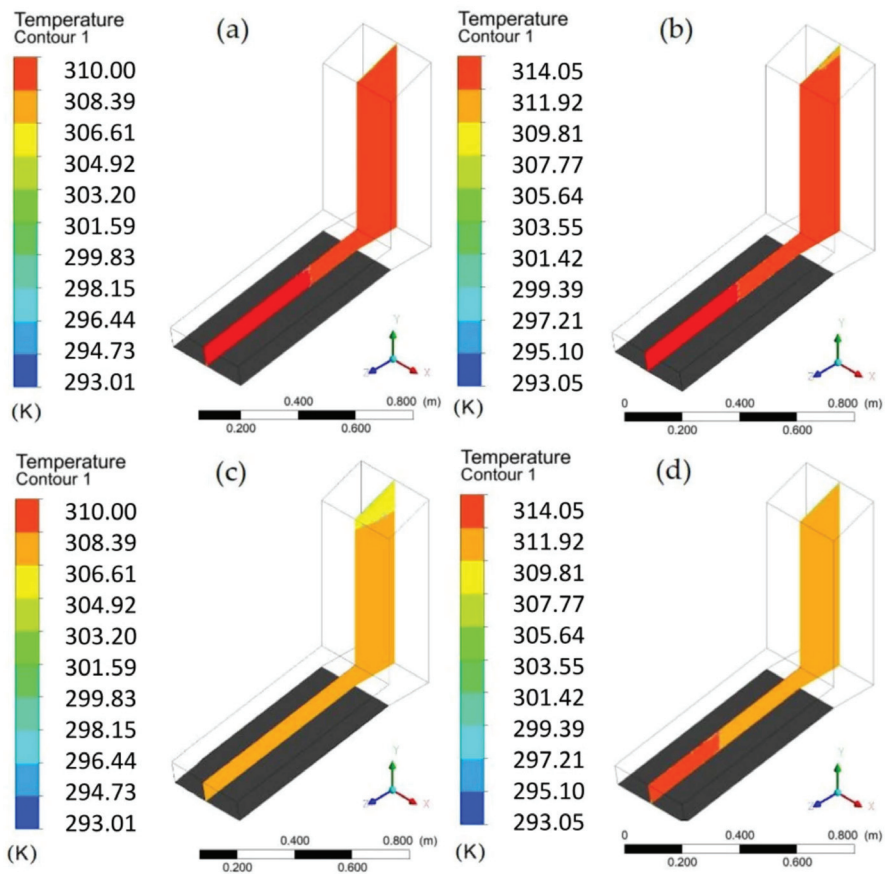 Temperature
Contour 1
(a)
310.00
308.39
306.61
304.92
303.20
301.59
299.83
298.15
296.44
294.73
293.01
(K)
Y
Z
X
0.400
0.800 (m)
0.200
0.600
Temperature
Contour 1
(b)
314.05
311.92
309.81
307.77
305.64
303.55
301.42
299.39
297.21
295.10
293.05
(K)
Y
Z
X
0
0.400
0.800 (m)
0.200
0.600
Temperature
Contour 1
(c)
310.00
308.39
306.61
304.92
303.20
301.59
299.83
298.15
296.44
294.73
293.01
(K)
Y
Z
X
0.400
0.800 (m)
0.200
0.600
Temperature
Contour 1
(d)
314.05
311.92
309.81
307.77
305.64
303.55
301.42
299.39
297.21
295.10
293.05
(K)
Y
Z
X
0
0.400
0.800 (m)
0.200
0.600